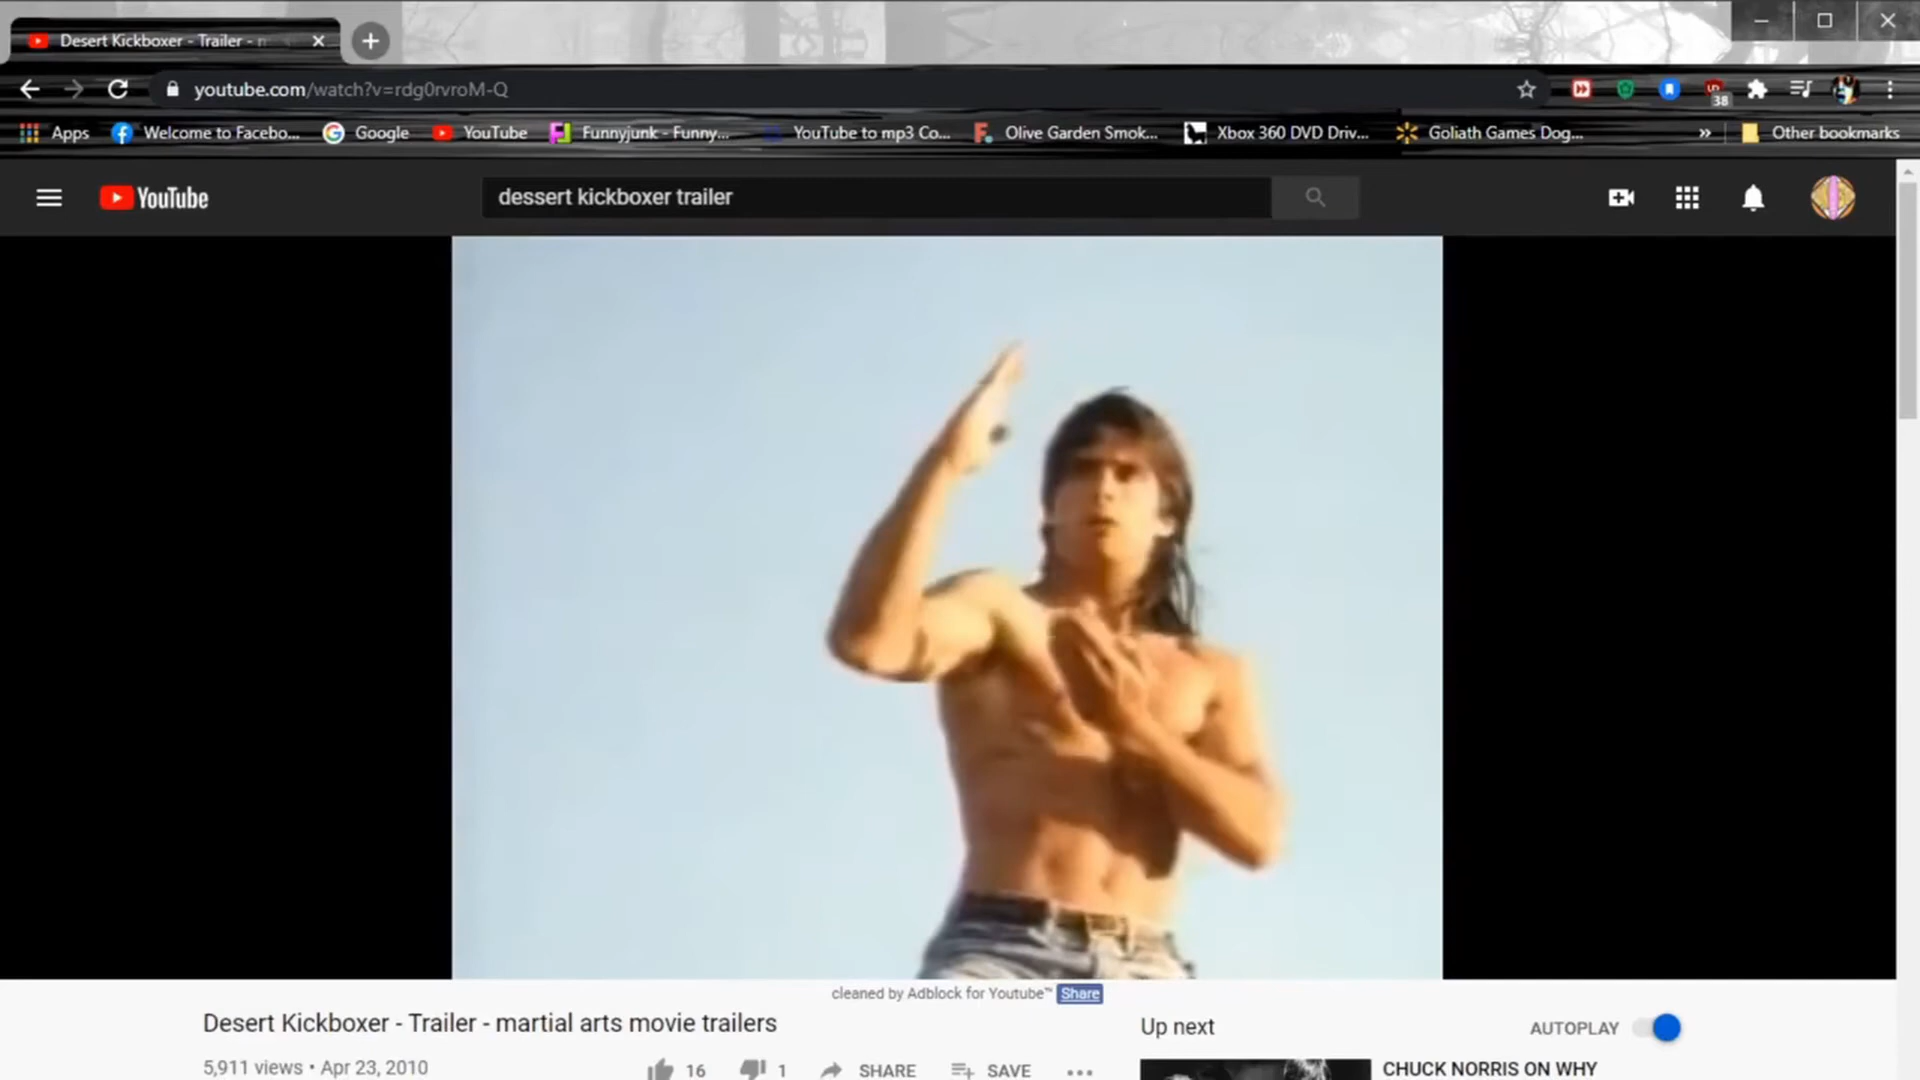 Desert Kickboxer - Trailer - n
youtube.com/watch?v=rdg0rvroM-Q
38
Apps
Welcome to Facebo...
Google
YouTube
Funnyjunk - Funny...
YouTube to mp3 Co...
Olive Garden Smok...
Xbox 360 DVD Driv...
Goliath Games Dog...
Other bookmarks
YouTube
dessert kickboxer trailer
cleaned by Adblock for Youtube™ Share
Desert Kickboxer - Trailer - martial arts movie trailers
5,911 views • Apr 23, 2010
16
1
SHARE
SAVE
Up next
AUTOPLAY
CHUCK NORRIS ON WHY